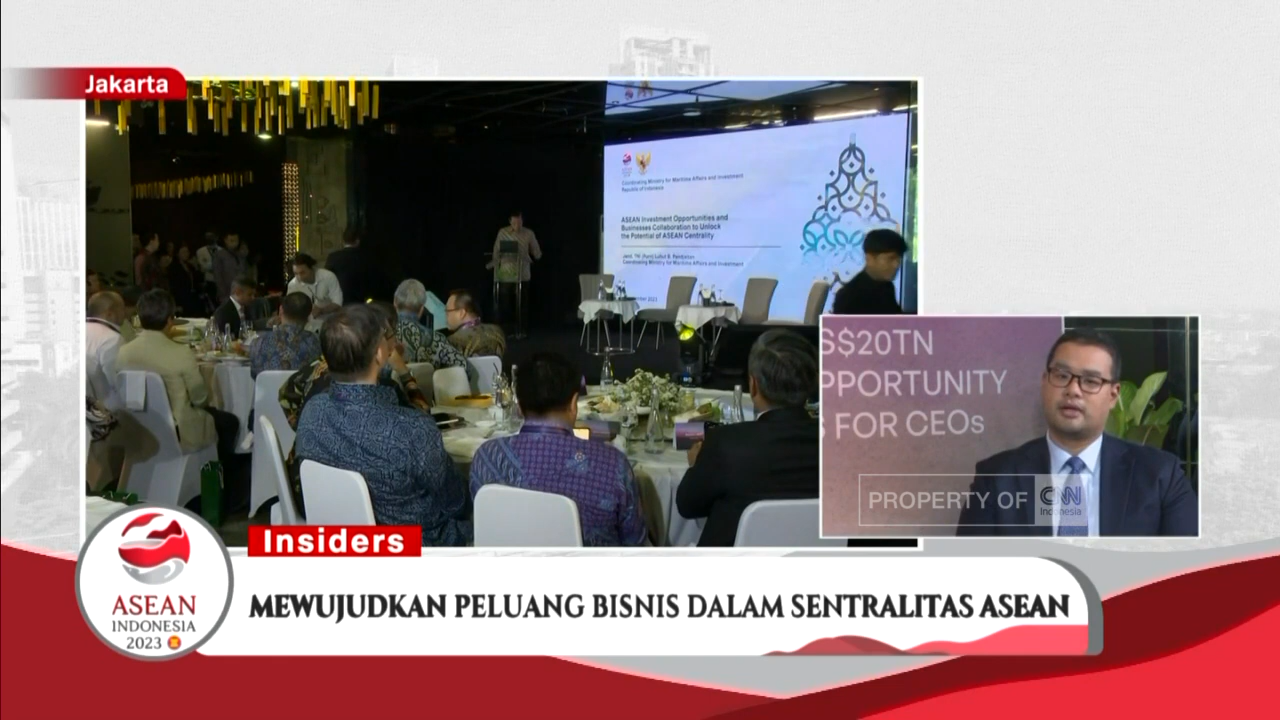 Jakarta
Coordinating Ministry for Maritime Affairs and Investment
Republic of Indonesia
ASEAN Investment Opportunities and
Businesses Collaboration to Unlock
the Potential of ASEAN Centrality
Coordinating Ministry for Maritime Affairs and Investment
2023
S$20TN
PPORTUNITY
FOR CEOs
PROPERTY OF CNN
Indonesia
Insiders
MEWUJUDKAN PELUANG BISNIS DALAM SENTRALITAS ASEAN
ASEAN
INDONESIA
2023